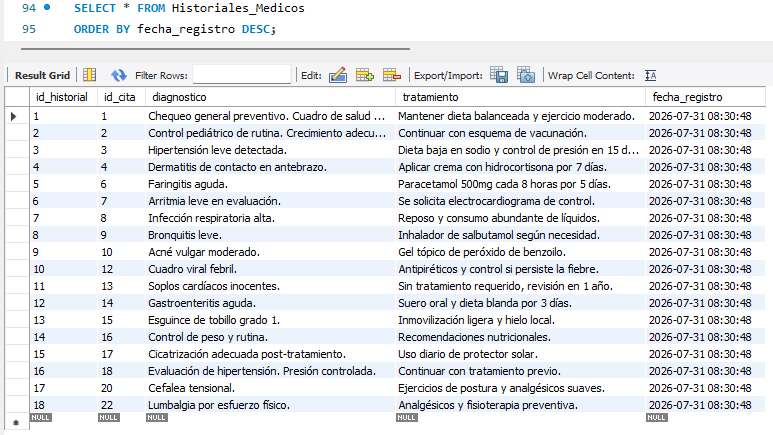 94 SELECT * FROM Historiales_Medicos
95 ORDER BY fecha_registro DESC;
Result Grid Filter Rows: Edit: Export/Import: Wrap Cell Content:
id_historial id_cita diagnostico tratamiento fecha_registro
1 1 Chequeo general preventivo. Cuadro de salud ... Mantener dieta balanceada y ejercicio moderado. 2026-07-31 08:30:48
2 2 Control pediátrico de rutina. Crecimiento adecu... Continuar con esquema de vacunación. 2026-07-31 08:30:48
3 3 Hipertensión leve detectada. Dieta baja en sodio y control de presión en 15 d... 2026-07-31 08:30:48
4 4 Dermatitis de contacto en antebrazo. Aplicar crema con hidrocortisona por 7 días. 2026-07-31 08:30:48
5 6 Faringitis aguda. Paracetamol 500mg cada 8 horas por 5 días. 2026-07-31 08:30:48
6 7 Arritmia leve en evaluación. Se solicita electrocardiograma de control. 2026-07-31 08:30:48
7 8 Infección respiratoria alta. Reposo y consumo abundante de líquidos. 2026-07-31 08:30:48
8 9 Bronquitis leve. Inhalador de salbutamol según necesidad. 2026-07-31 08:30:48
9 10 Acné vulgar moderado. Gel tópico de peróxido de benzoilo. 2026-07-31 08:30:48
10 12 Cuadro viral febril. Antipiréticos y control si persiste la fiebre. 2026-07-31 08:30:48
11 13 Soplos cardíacos inocentes. Sin tratamiento requerido, revisión en 1 año. 2026-07-31 08:30:48
12 14 Gastroenteritis aguda. Suero oral y dieta blanda por 3 días. 2026-07-31 08:30:48
13 15 Esguince de tobillo grado 1. Inmovilización ligera y hielo local. 2026-07-31 08:30:48
14 16 Control de peso y rutina. Recomendaciones nutricionales. 2026-07-31 08:30:48
15 17 Cicatrización adecuada post-tratamiento. Uso diario de protector solar. 2026-07-31 08:30:48
16 18 Evaluación de hipertensión. Presión controlada. Continuar con tratamiento previo. 2026-07-31 08:30:48
17 20 Cefalea tensional. Ejercicios de postura y analgésicos suaves. 2026-07-31 08:30:48
18 22 Lumbalgia por esfuerzo físico. Analgésicos y fisioterapia preventiva. 2026-07-31 08:30:48
NULL NULL NULL NULL NULL